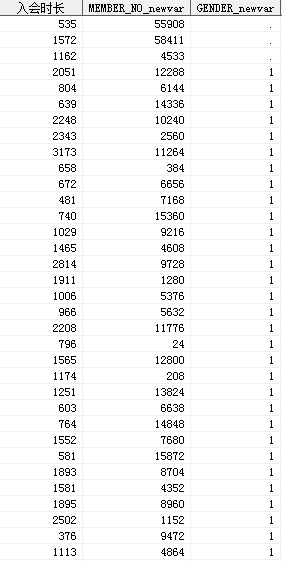 入会时长 MEMBER_NO_newvar GENDER_newvar
535 55908 .
1572 58411 .
1162 4533 .
2051 12288 1
804 6144 1
639 14336 1
2248 10240 1
2343 2560 1
3173 11264 1
658 384 1
672 6656 1
481 7168 1
740 15360 1
1029 9216 1
1465 4608 1
2814 9728 1
1911 1280 1
1006 5376 1
966 5632 1
2208 11776 1
796 24 1
1565 12800 1
1174 208 1
1251 13824 1
603 6638 1
764 14848 1
1552 7680 1
581 15872 1
1893 8704 1
1581 4352 1
1895 8960 1
2502 1152 1
376 9472 1
1113 4864 1